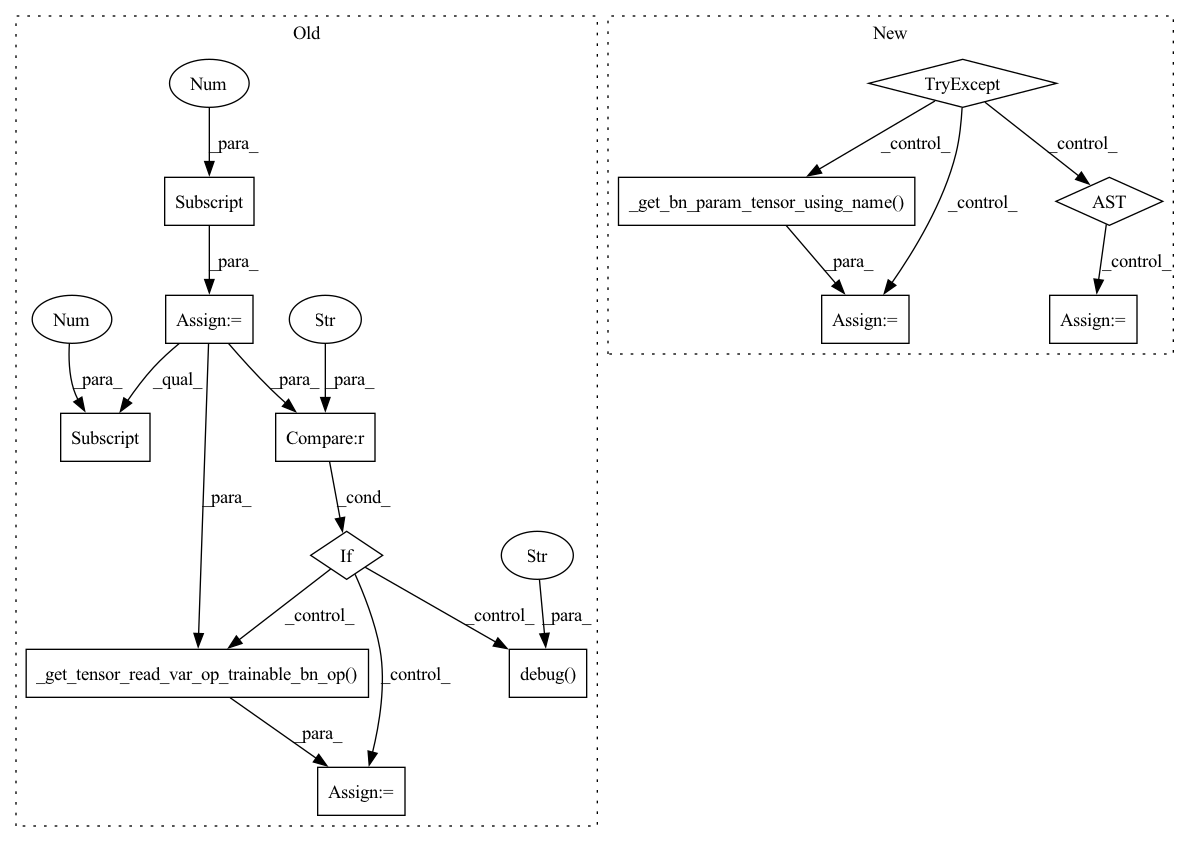 Old
New
Num
TryExcept
_para_
_control_
_control_
Subscript
_get_bn_param_tensor_using_name()
_control_
AST
_para_
_para_
_control_
Num
Assign:=
Str
Assign:=
Assign:=
_para_
_qual_
_para_
_para_
Subscript
Compare:r
_para_
_cond_
If
Str
_control_
_control_
_para_
_get_tensor_read_var_op_trainable_bn_op()
_control_
debug()
_para_
Assign:=